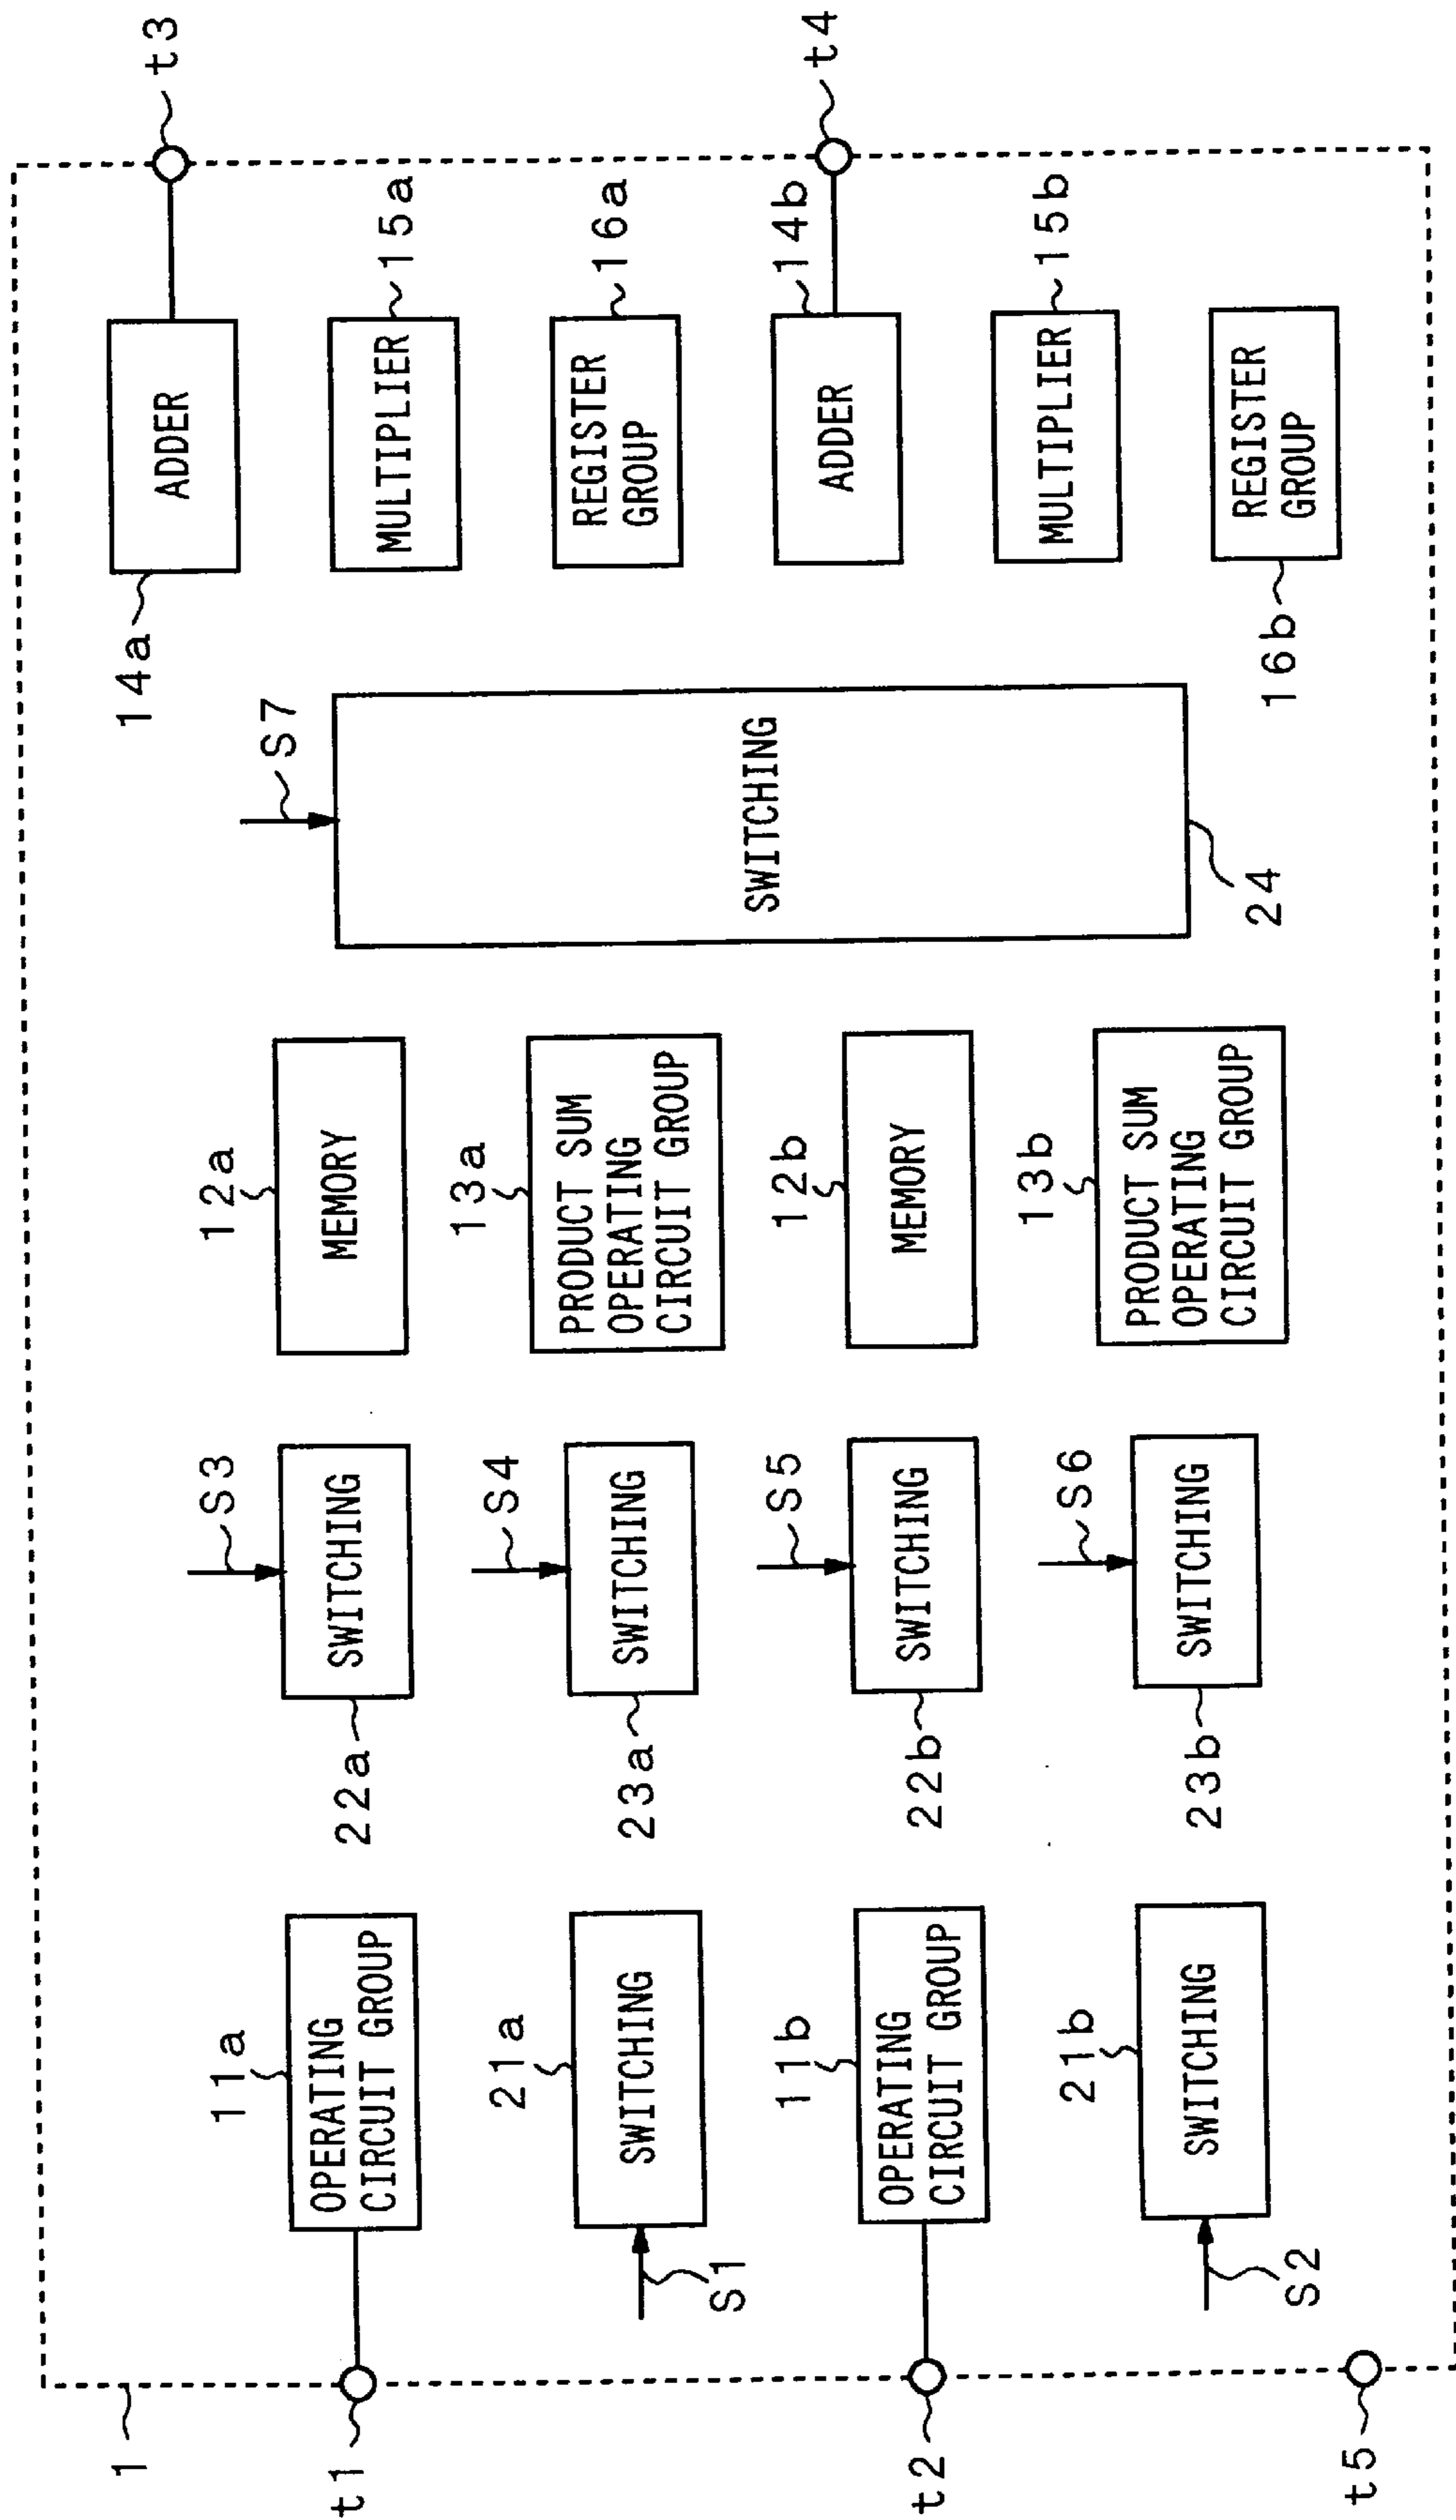 1
t1
t2
t5
11a
OPERATING
CIRCUIT GROUP
21a
SWITCHING
S1
11b
OPERATING
CIRCUIT GROUP
21b
SWITCHING
S2
S3
SWITCHING
22a
S4
SWITCHING
23a
S5
SWITCHING
22b
S6
SWITCHING
23b
12a
MEMORY
13a
PRODUCT SUM
OPERATING
CIRCUIT GROUP
12b
MEMORY
13b
PRODUCT SUM
OPERATING
CIRCUIT GROUP
S7
SWITCHING
24
14a
ADDER
MULTIPLIER
15a
REGISTER
GROUP
16a
ADDER
14b
MULTIPLIER
15b
REGISTER
GROUP
16b
t3
t4